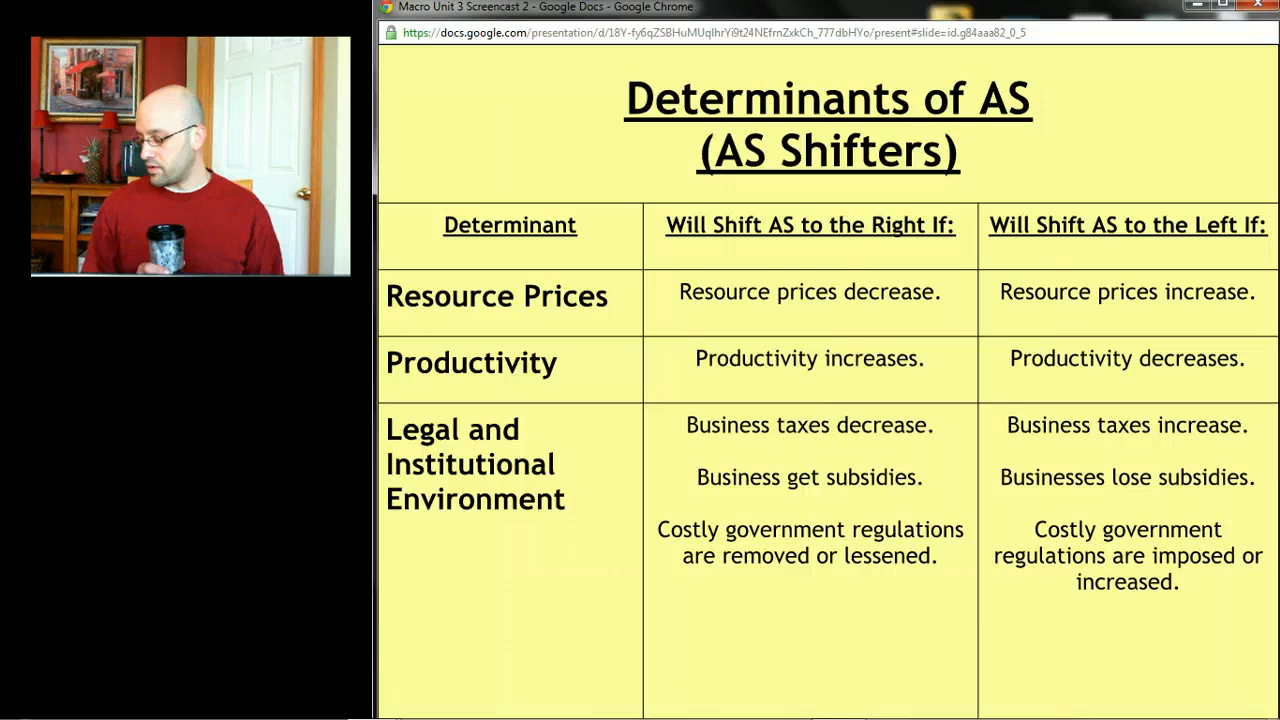 Macro Unit 3 Screencast 2 - Google Docs - Google Chrome
https://docs.google.com/presentation/d/18Y-fy6qZSBHuMUqlhrYi9t24NEfrnZxkCh_777dbHYo/present#slide=id.g84aaa82_0_5
Determinants of AS
(AS Shifters)
Determinant
Will Shift AS to the Right If:
Will Shift AS to the Left If:
Resource Prices
Resource prices decrease.
Resource prices increase.
Productivity
Productivity increases.
Productivity decreases.
Legal and
Institutional
Environment
Business taxes decrease.
Business get subsidies.
Costly government regulations
are removed or lessened.
Business taxes increase.
Businesses lose subsidies.
Costly government
regulations are imposed or
increased.